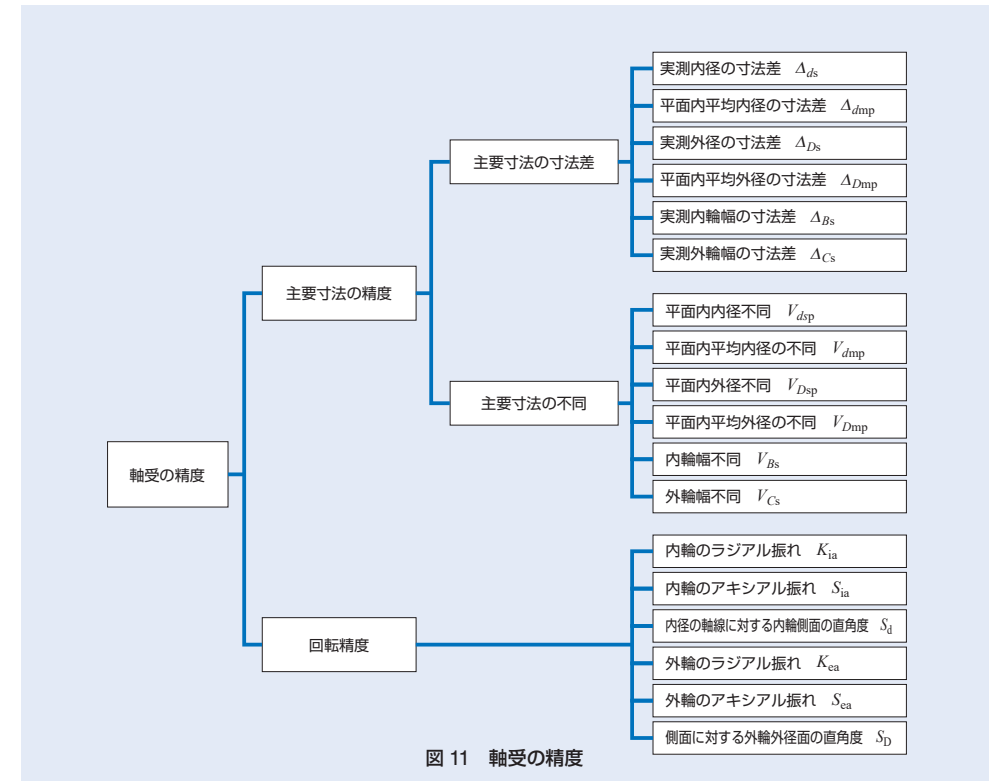 軸受の精度
主要寸法の精度
主要寸法の寸法差
実測内径の寸法差 Δds
平面内平均内径の寸法差 Δdmp
実測外径の寸法差 ΔDs
平面内平均外径の寸法差 ΔDmp
実測内輪幅の寸法差 ΔBs
実測外輪幅の寸法差 ΔCs
主要寸法の不同
平面内内径不同 Vdsp
平面内平均内径の不同 Vdmp
平面内外径不同 VDsp
平面内平均外径の不同 VDmp
内輪幅不同 VBs
外輪幅不同 VCs
回転精度
内輪のラジアル振れ Kia
内輪のアキシアル振れ Sia
内径の軸線に対する内輪側面の直角度 Sd
外輪のラジアル振れ Kea
外輪のアキシアル振れ Sea
側面に対する外輪外径面の直角度 SD
図 11 軸受の精度